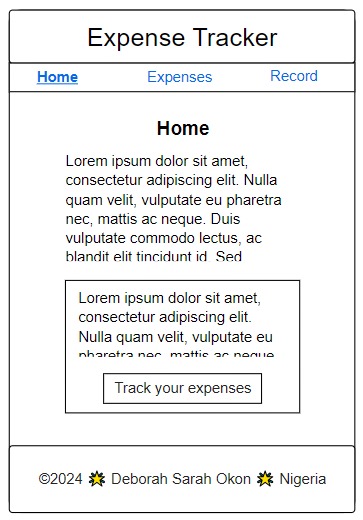 Expense Tracker
Home Expenses Record
Home
Lorem ipsum dolor sit amet,
consectetur adipiscing elit. Nulla
quam velit, vulputate eu pharetra
nec, mattis ac neque. Duis
vulputate commodo lectus, ac
blandit elit tincidunt id. Sed
Lorem ipsum dolor sit amet,
consectetur adipiscing elit.
Nulla quam velit, vulputate eu
pharetra nec, mattis ac neque
Track your expenses
©2024 🌟 Deborah Sarah Okon 🌟 Nigeria